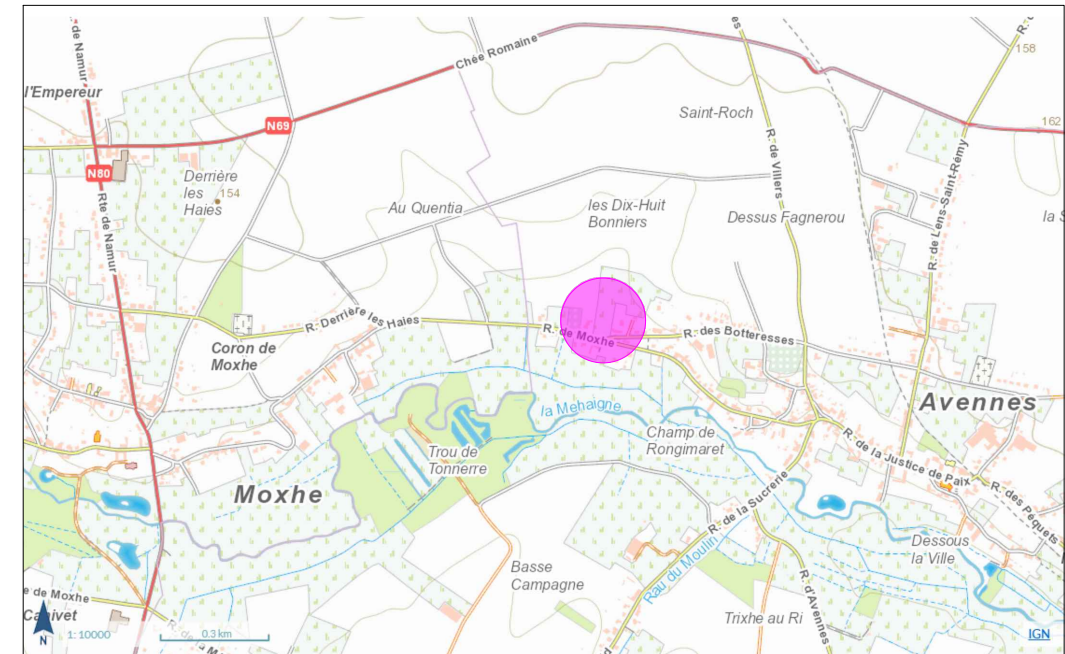 de Namur
l'Empereur
Chée Romaine
N69
N80
Rte de Namur
Derrière
les
Haies
154
Au Quentia
les Dix-Huit
Bonniers
Saint-Roch
R. de Villers
Dessus Fagnerou
R. de Lens-Saint-Rémy
158
162
la S
R. Derrière les Haies
Coron de
Moxhe
R. de Moxhe
R. des Botteresses
la Mehaigne
Avennes
Trou de
Tonnerre
Champ de
Rongimaret
Moxhe
R. de la Justice de Paix
R. des Péquets
R. de la Sucrerie
Rau du Moulin
Dessous
la Ville
Basse
Campagne
R. d'Avennes
Trixhe au Ri
e de Moxhe
N
1: 10000
0.3 km
IGN